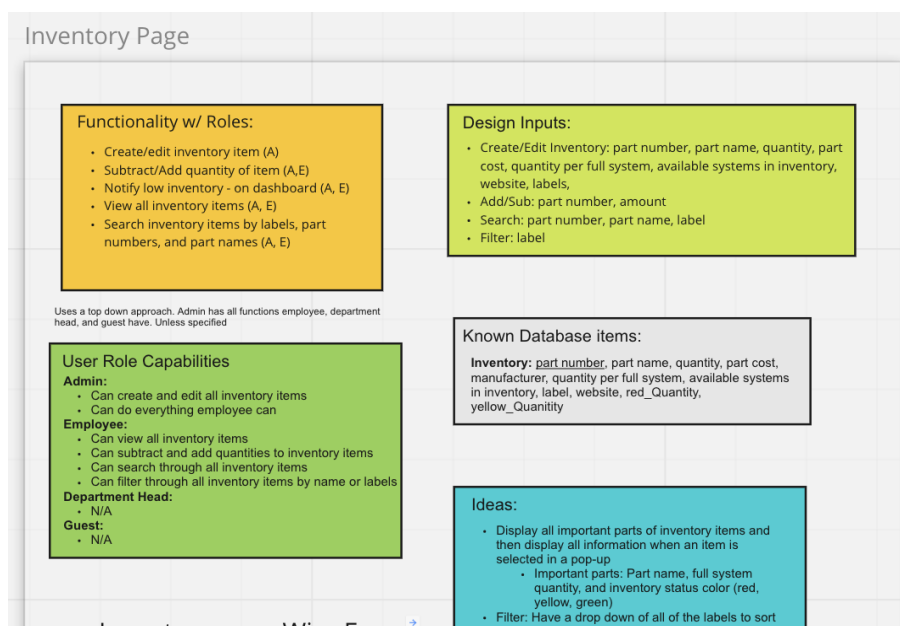 Inventory Page
Functionality w/ Roles:
• Create/edit inventory item (A)
• Subtract/Add quantity of item (A,E)
• Notify low inventory - on dashboard (A, E)
• View all inventory items (A, E)
• Search inventory items by labels, part
numbers, and part names (A, E)
Uses a top down approach. Admin has all functions employee, department
head, and guest have. Unless specified
User Role Capabilities
Admin:
• Can create and edit all inventory items
• Can do everything employee can
Employee:
• Can view all inventory items
• Can subtract and add quantities to inventory items
• Can search through all inventory items
• Can filter through all inventory items by name or labels
Department Head:
• N/A
Guest:
• N/A
Design Inputs:
• Create/Edit Inventory: part number, part name, quantity, part
cost, quantity per full system, available systems in inventory,
website, labels,
• Add/Sub: part number, amount
• Search: part number, part name, label
• Filter: label
Known Database items:
Inventory: part number, part name, quantity, part cost,
manufacturer, quantity per full system, available systems
in inventory, label, website, red_Quantity,
yellow_Quanitity
Ideas:
• Display all important parts of inventory items and
then display all information when an item is
selected in a pop-up
• Important parts: Part name, full system
quantity, and inventory status color (red,
yellow, green)
• Filter: Have a drop down of all of the labels to sort